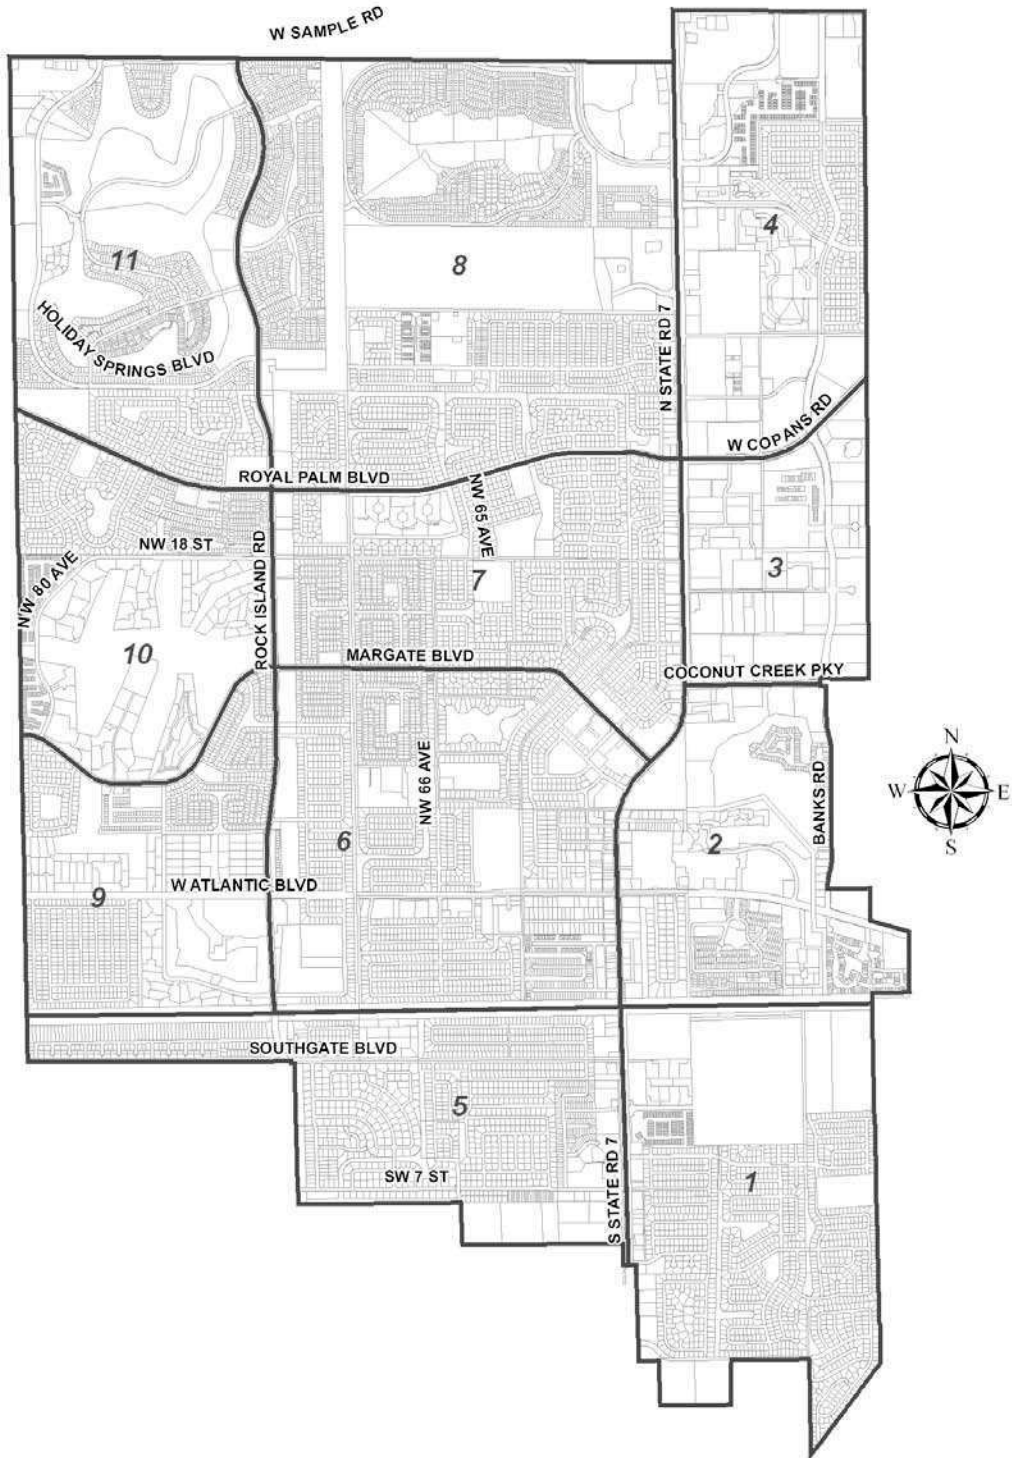 W SAMPLE RD
4
11
8
HOLIDAY SPRINGS BLVD
N STATE RD 7
W COPANS RD
ROYAL PALM BLVD
NW 65 AVE
NW 18 ST
ROCK ISLAND RD
NW 80 AVE
7
3
10
MARGATE BLVD
COCONUT CREEK PKY
N
W
E
S
NW 66 AVE
BANKS RD
6
2
W ATLANTIC BLVD
9
SOUTHGATE BLVD
5
SW 7 ST
S STATE RD 7
1